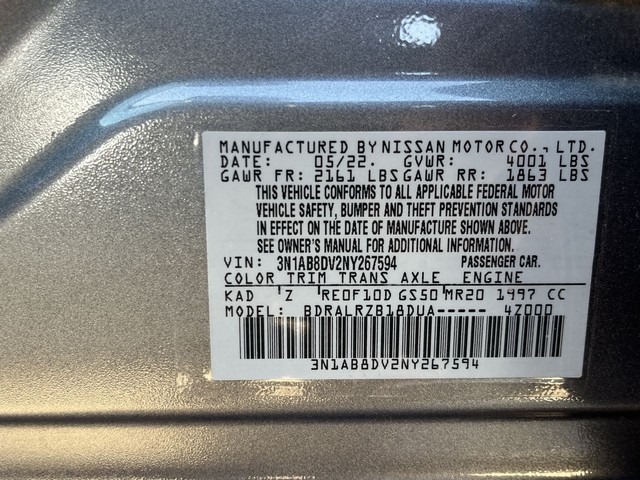 MANUFACTURED BY NISSAN MOTOR CO., LTD.
DATE: 05/22. GVWR: 4001 LBS
GAWR FR: 2161 LBS GAWR RR: 1863 LBS
THIS VEHICLE CONFORMS TO ALL APPLICABLE FEDERAL MOTOR
VEHICLE SAFETY, BUMPER AND THEFT PREVENTION STANDARDS
IN EFFECT ON THE DATE OF MANUFACTURE SHOWN ABOVE.
SEE OWNER'S MANUAL FOR ADDITIONAL INFORMATION.
VIN: 3N1AB8DV2NY267594 PASSENGER CAR.
COLOR TRIM TRANS AXLE ENGINE
KAD Z RE0F10D GS50 MR20 1997 CC
MODEL: BDRALRZB18DUA----- 4Z000
3N1AB8DV2NY267594